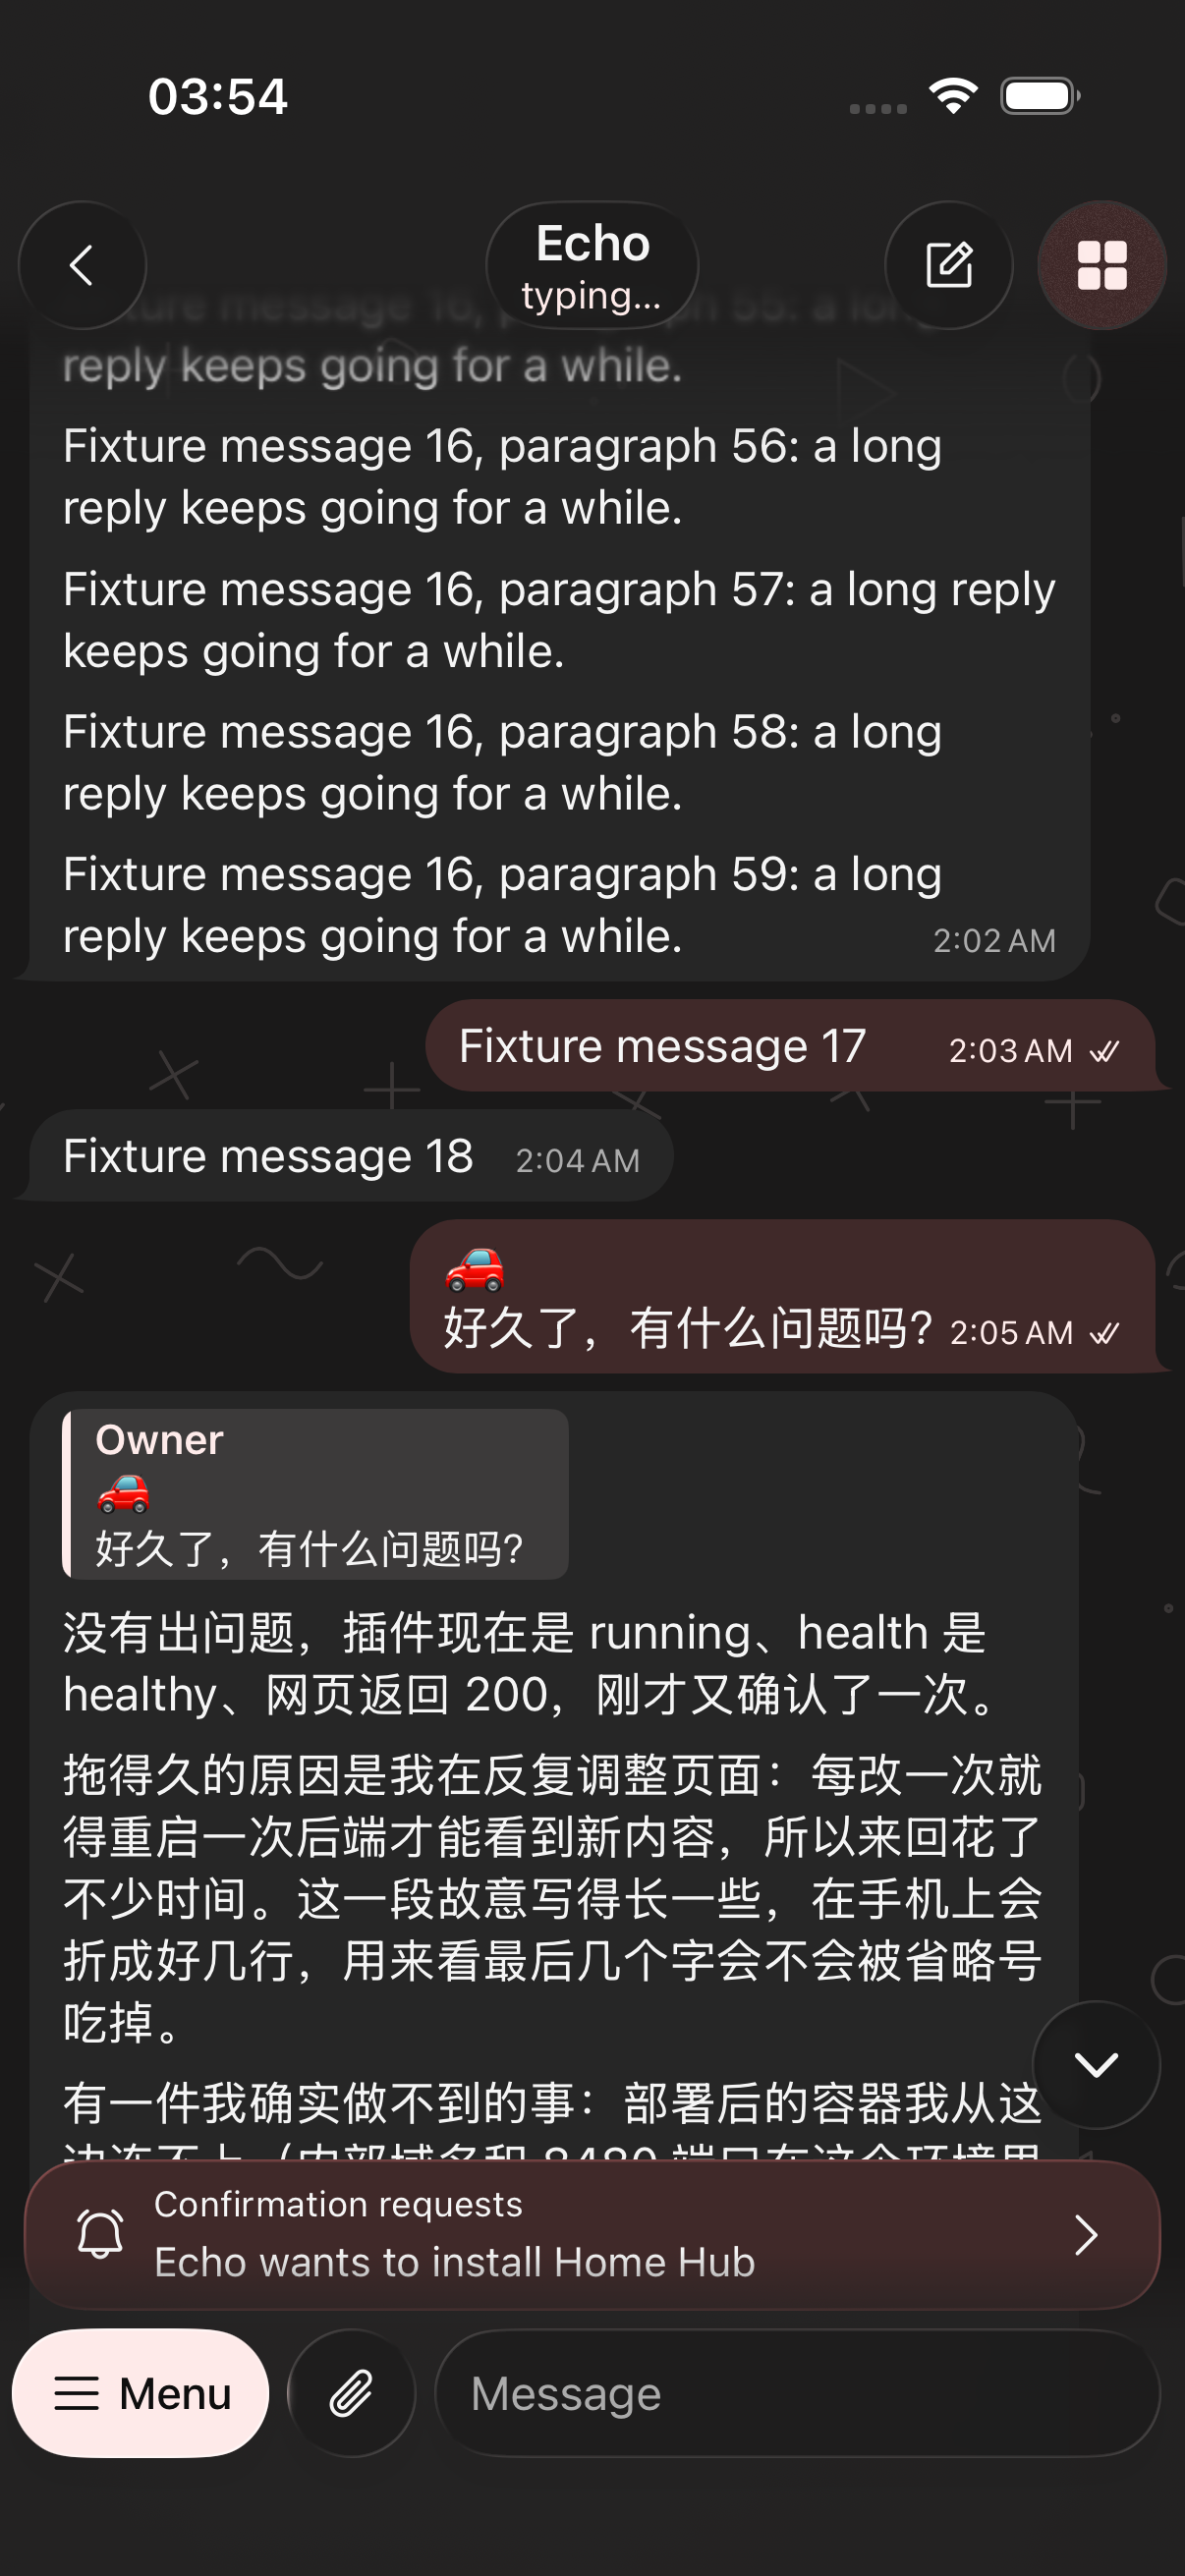 03:54
Echo
typing...
reply keeps going for a while.
Fixture message 16, paragraph 56: a long
reply keeps going for a while.
Fixture message 16, paragraph 57: a long reply
keeps going for a while.
Fixture message 16, paragraph 58: a long
reply keeps going for a while.
Fixture message 16, paragraph 59: a long
reply keeps going for a while.
2:02 AM
Fixture message 17 2:03 AM
Fixture message 18 2:04 AM
🚗
好久了，有什么问题吗? 2:05 AM
Owner
🚗
好久了，有什么问题吗?
没有出问题，插件现在是 running、health 是
healthy、网页返回 200，刚才又确认了一次。
拖得久的原因是我在反复调整页面：每改一次就
得重启一次后端才能看到新内容，所以来回花了
不少时间。这一段故意写得长一些，在手机上会
折成好几行，用来看最后几个字会不会被省略号
吃掉。
有一件我确实做不到的事：部署后的容器我从这
Confirmation requests
Echo wants to install Home Hub
Menu
Message